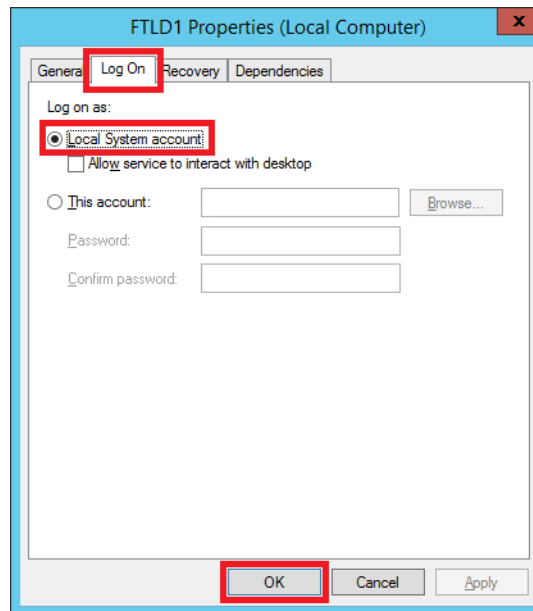 FTLD1 Properties (Local Computer)
x
General Log On Recovery Dependencies
Log on as:
Local System account
Allow service to interact with desktop
This account:
Browse...
Password:
Confirm password:
OK Cancel Apply